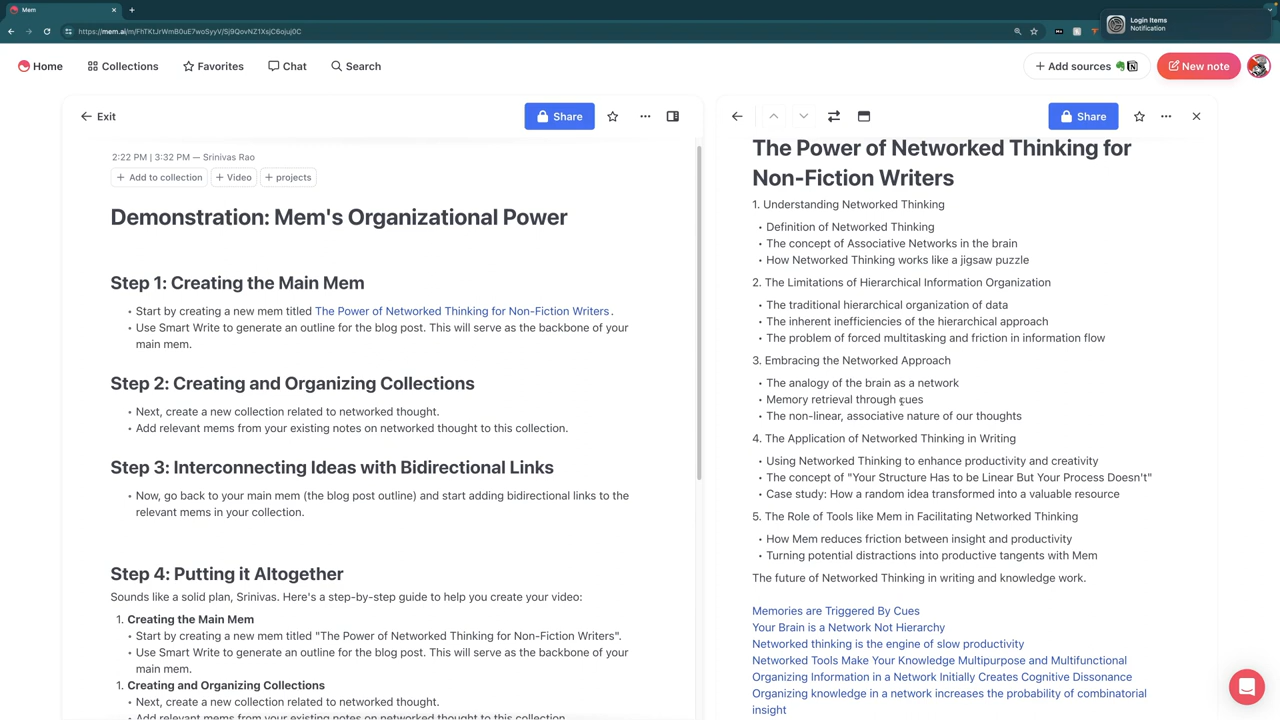 Mem
https://mem.ai/m/FhTKtJrWmB0uE7woSyyV/Sj9QovNZ1XsjC6ojuj0C
Login Items
Notification
Home
Collections
Favorites
Chat
Search
+ Add sources
New note
Exit
Share
Share
2:22 PM | 3:32 PM — Srinivas Rao
+ Add to collection
+ Video
+ projects
Demonstration: Mem's Organizational Power
Step 1: Creating the Main Mem
• Start by creating a new mem titled The Power of Networked Thinking for Non-Fiction Writers.
• Use Smart Write to generate an outline for the blog post. This will serve as the backbone of your
main mem.
Step 2: Creating and Organizing Collections
• Next, create a new collection related to networked thought.
• Add relevant mems from your existing notes on networked thought to this collection.
Step 3: Interconnecting Ideas with Bidirectional Links
• Now, go back to your main mem (the blog post outline) and start adding bidirectional links to the
relevant mems in your collection.
Step 4: Putting it Altogether
Sounds like a solid plan, Srinivas. Here's a step-by-step guide to help you create your video:
1. Creating the Main Mem
• Start by creating a new mem titled "The Power of Networked Thinking for Non-Fiction Writers".
• Use Smart Write to generate an outline for the blog post. This will serve as the backbone of your
main mem.
1. Creating and Organizing Collections
• Next, create a new collection related to networked thought.
• Add relevant mems from your existing notes on networked thought to this collection.
The Power of Networked Thinking for
Non-Fiction Writers
1. Understanding Networked Thinking
• Definition of Networked Thinking
• The concept of Associative Networks in the brain
• How Networked Thinking works like a jigsaw puzzle
2. The Limitations of Hierarchical Information Organization
• The traditional hierarchical organization of data
• The inherent inefficiencies of the hierarchical approach
• The problem of forced multitasking and friction in information flow
3. Embracing the Networked Approach
• The analogy of the brain as a network
• Memory retrieval through cues
• The non-linear, associative nature of our thoughts
4. The Application of Networked Thinking in Writing
• Using Networked Thinking to enhance productivity and creativity
• The concept of "Your Structure Has to be Linear But Your Process Doesn't"
• Case study: How a random idea transformed into a valuable resource
5. The Role of Tools like Mem in Facilitating Networked Thinking
• How Mem reduces friction between insight and productivity
• Turning potential distractions into productive tangents with Mem
The future of Networked Thinking in writing and knowledge work.
Memories are Triggered By Cues
Your Brain is a Network Not Hierarchy
Networked thinking is the engine of slow productivity
Networked Tools Make Your Knowledge Multipurpose and Multifunctional
Organizing Information in a Network Initially Creates Cognitive Dissonance
Organizing knowledge in a network increases the probability of combinatorial
insight